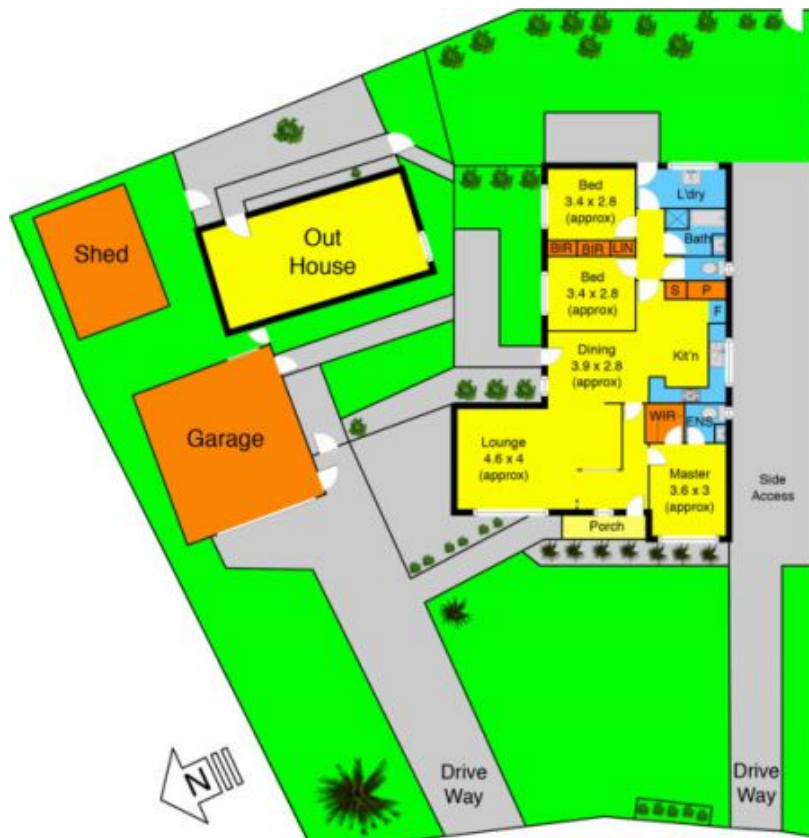 Bed
3.4 x 2.8
(approx)
L'dry
Shed
Out
House
BIR
BIR
LIN
Bath
Bed
3.4 x 2.8
(approx)
S
P
F
Dining
3.9 x 2.8
(approx)
Kit'n
Garage
WIR
ENS
Lounge
4.6 x 4
(approx)
Master
3.6 x 3
(approx)
Side
Access
Porch
N
Drive
Way
Drive
Way